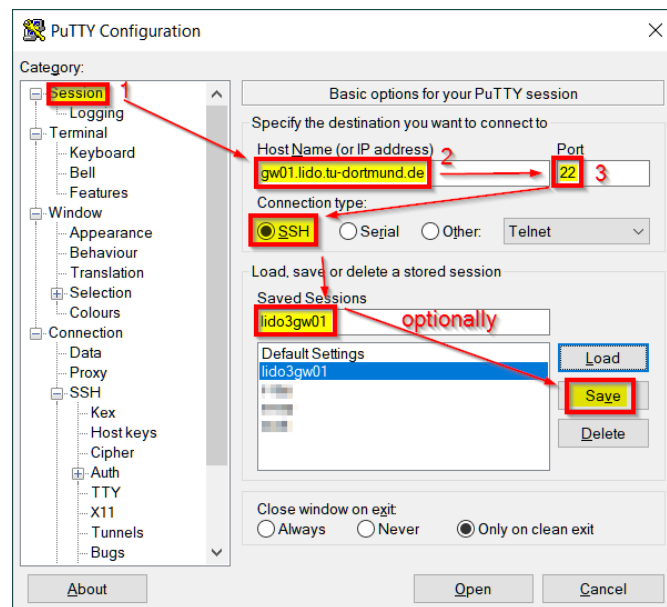 PuTTY Configuration
Category:
Session 1
Logging
Terminal
Keyboard
Bell
Features
Window
Appearance
Behaviour
Translation
Selection
Colours
Connection
Data
Proxy
SSH
Kex
Host keys
Cipher
Auth
TTY
X11
Tunnels
Bugs
Basic options for your PuTTY session
Specify the destination you want to connect to
Host Name (or IP address) 2 Port
gw01.lido.tu-dortmund.de 22 3
Connection type:
SSH Serial Other: Telnet
Load, save or delete a stored session
Saved Sessions
lido3gw01 optionally
Default Settings
lido3gw01
Load
Save
Delete
Close window on exit:
Always Never Only on clean exit
About Open Cancel